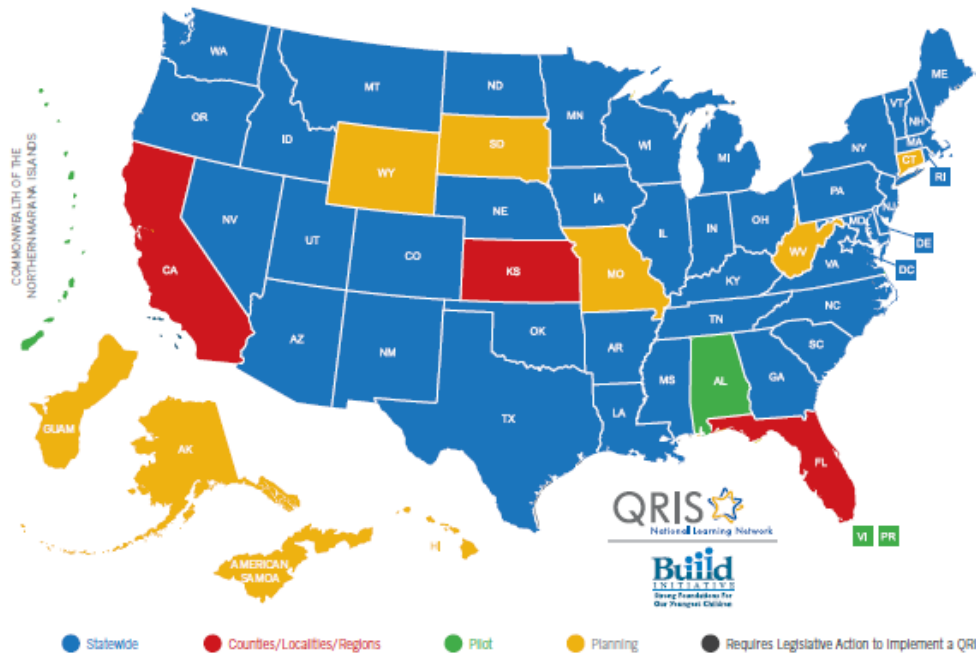 WA
MT
ND
MN
ME
VT
NH
OR
ID
SD
WI
MI
NY
MA
CT
RI
WY
COMMONWEALTH OF THE
NORTHERN MARIANA ISLANDS
NE
IA
PA
NJ
NV
UT
CO
IL
IN
OH
MD
DE
WV
VA
DC
CA
KS
MO
KY
NC
TN
AZ
NM
OK
AR
SC
MS
AL
GA
TX
LA
GUAM
AK
FL
QRIS
National Learning Network
VI PR
HI
AMERICAN
SAMOA
Build
INITIATIVE
Strong Foundations For
Our Youngest Children
Statewide
Counties/Localities/Regions
Pilot
Planning
Requires Legislative Action to Implement a QRI